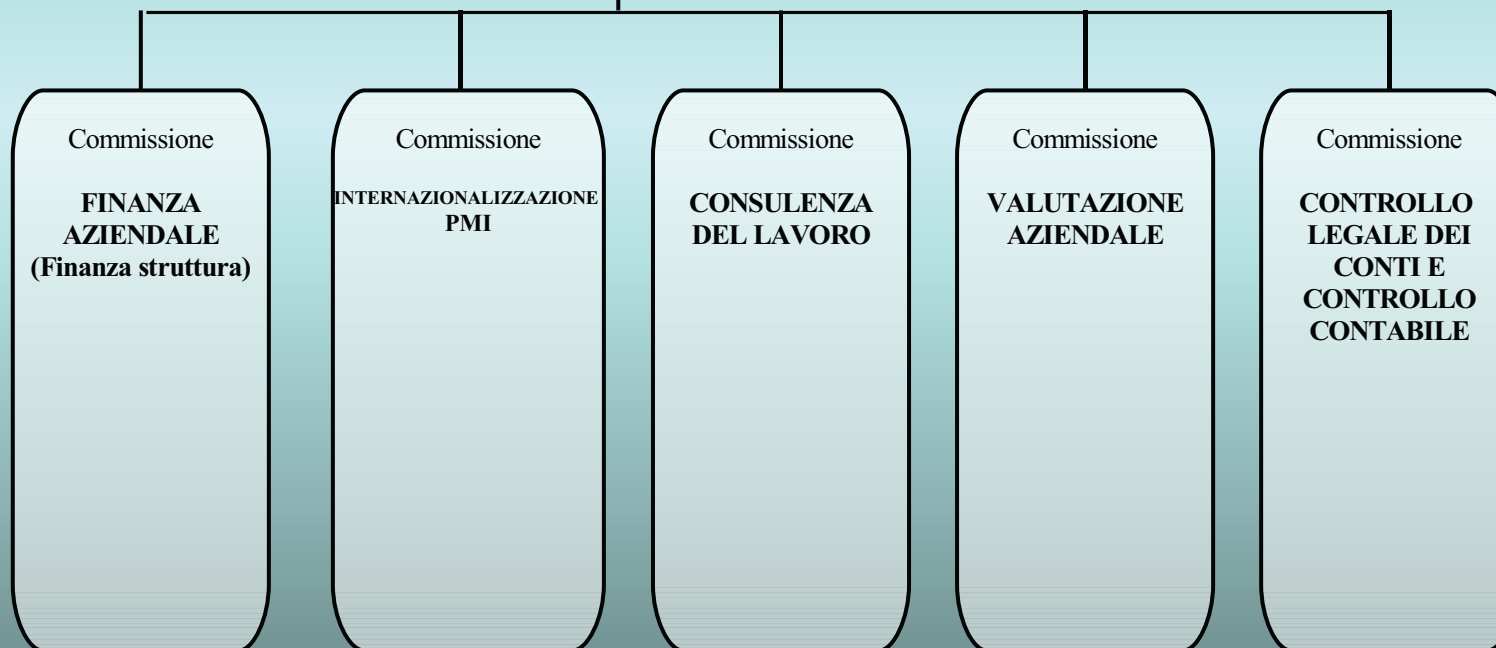 Commissione
FINANZA
AZIENDALE
(Finanza struttura)
Commissione
INTERNAZIONALIZZAZIONE
PMI
Commissione
CONSULENZA
DEL LAVORO
Commissione
VALUTAZIONE
AZIENDALE
Commissione
CONTROLLO
LEGALE DEI
CONTI E
CONTROLLO
CONTABILE